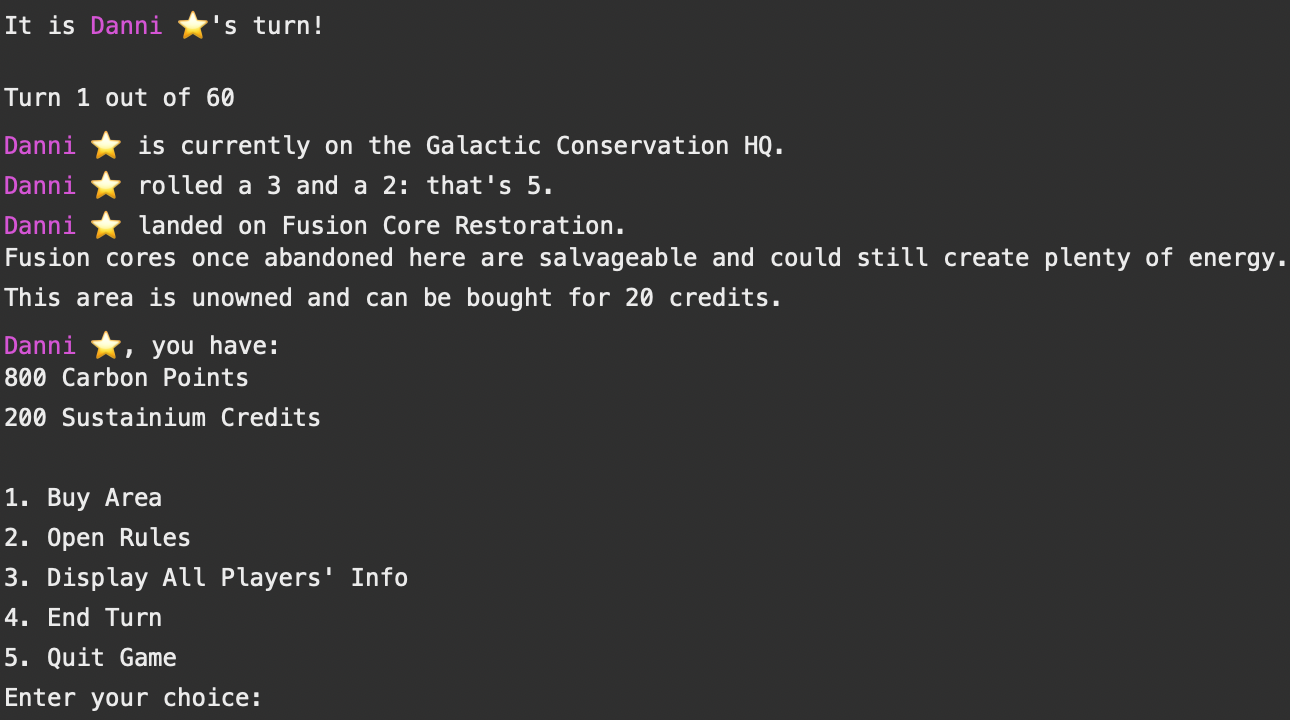 It is Danni ⭐'s turn!
Turn 1 out of 60
Danni ⭐ is currently on the Galactic Conservation HQ.
Danni ⭐ rolled a 3 and a 2: that's 5.
Danni ⭐ landed on Fusion Core Restoration.
Fusion cores once abandoned here are salvageable and could still create plenty of energy.
This area is unowned and can be bought for 20 credits.
Danni ⭐, you have:
800 Carbon Points
200 Sustainium Credits
1. Buy Area
2. Open Rules
3. Display All Players' Info
4. End Turn
5. Quit Game
Enter your choice: